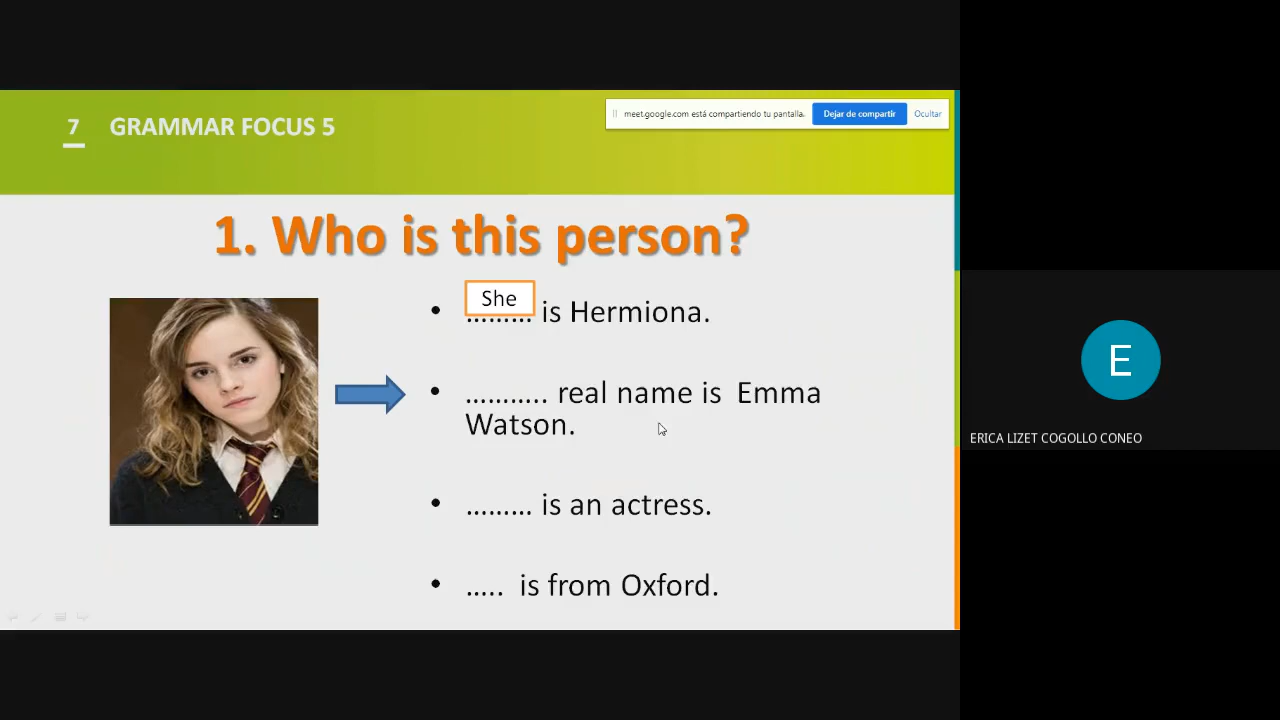 7 GRAMMAR FOCUS 5
meet.google.com está compartiendo tu pantalla. Dejar de compartir Ocultar
1. Who is this person?
• She ......... is Hermiona.
• ........... real name is Emma
Watson.
• ......... is an actress.
• ..... is from Oxford.
E
ERICA LIZET COGOLLO CONEO